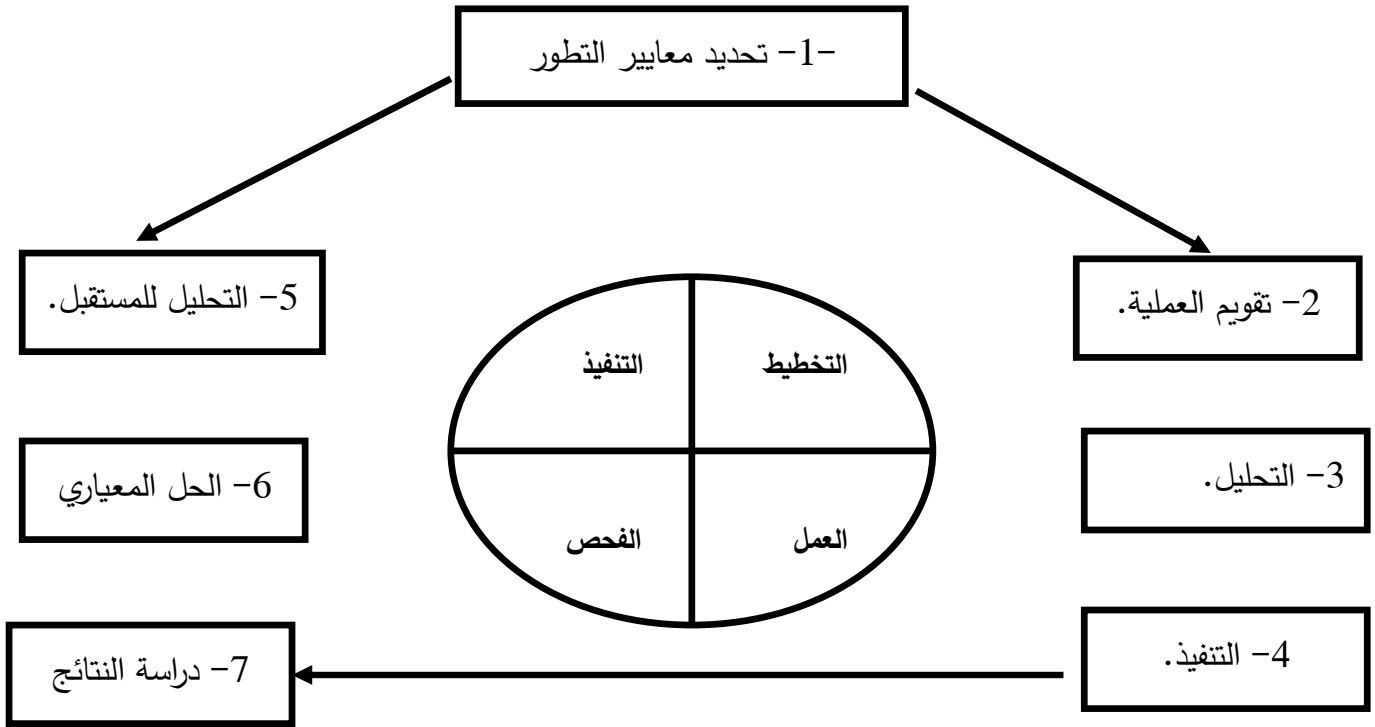 -1- تحديد معايير التطور
2- تقويم العملية.
5- التحليل للمستقبل.
التخطيط
التنفيذ
3- التحليل.
6- الحل المعياري
العمل
الفحص
4- التنفيذ.
7- دراسة النتائج